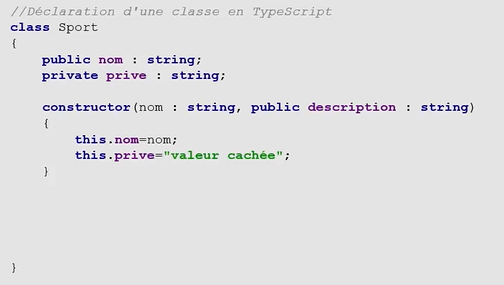 //Déclaration d'une classe en TypeScript
class Sport
{
public nom : string;
private prive : string;
constructor(nom : string, public description : string)
{
this.nom=nom;
this.prive="valeur cachée";
}
}